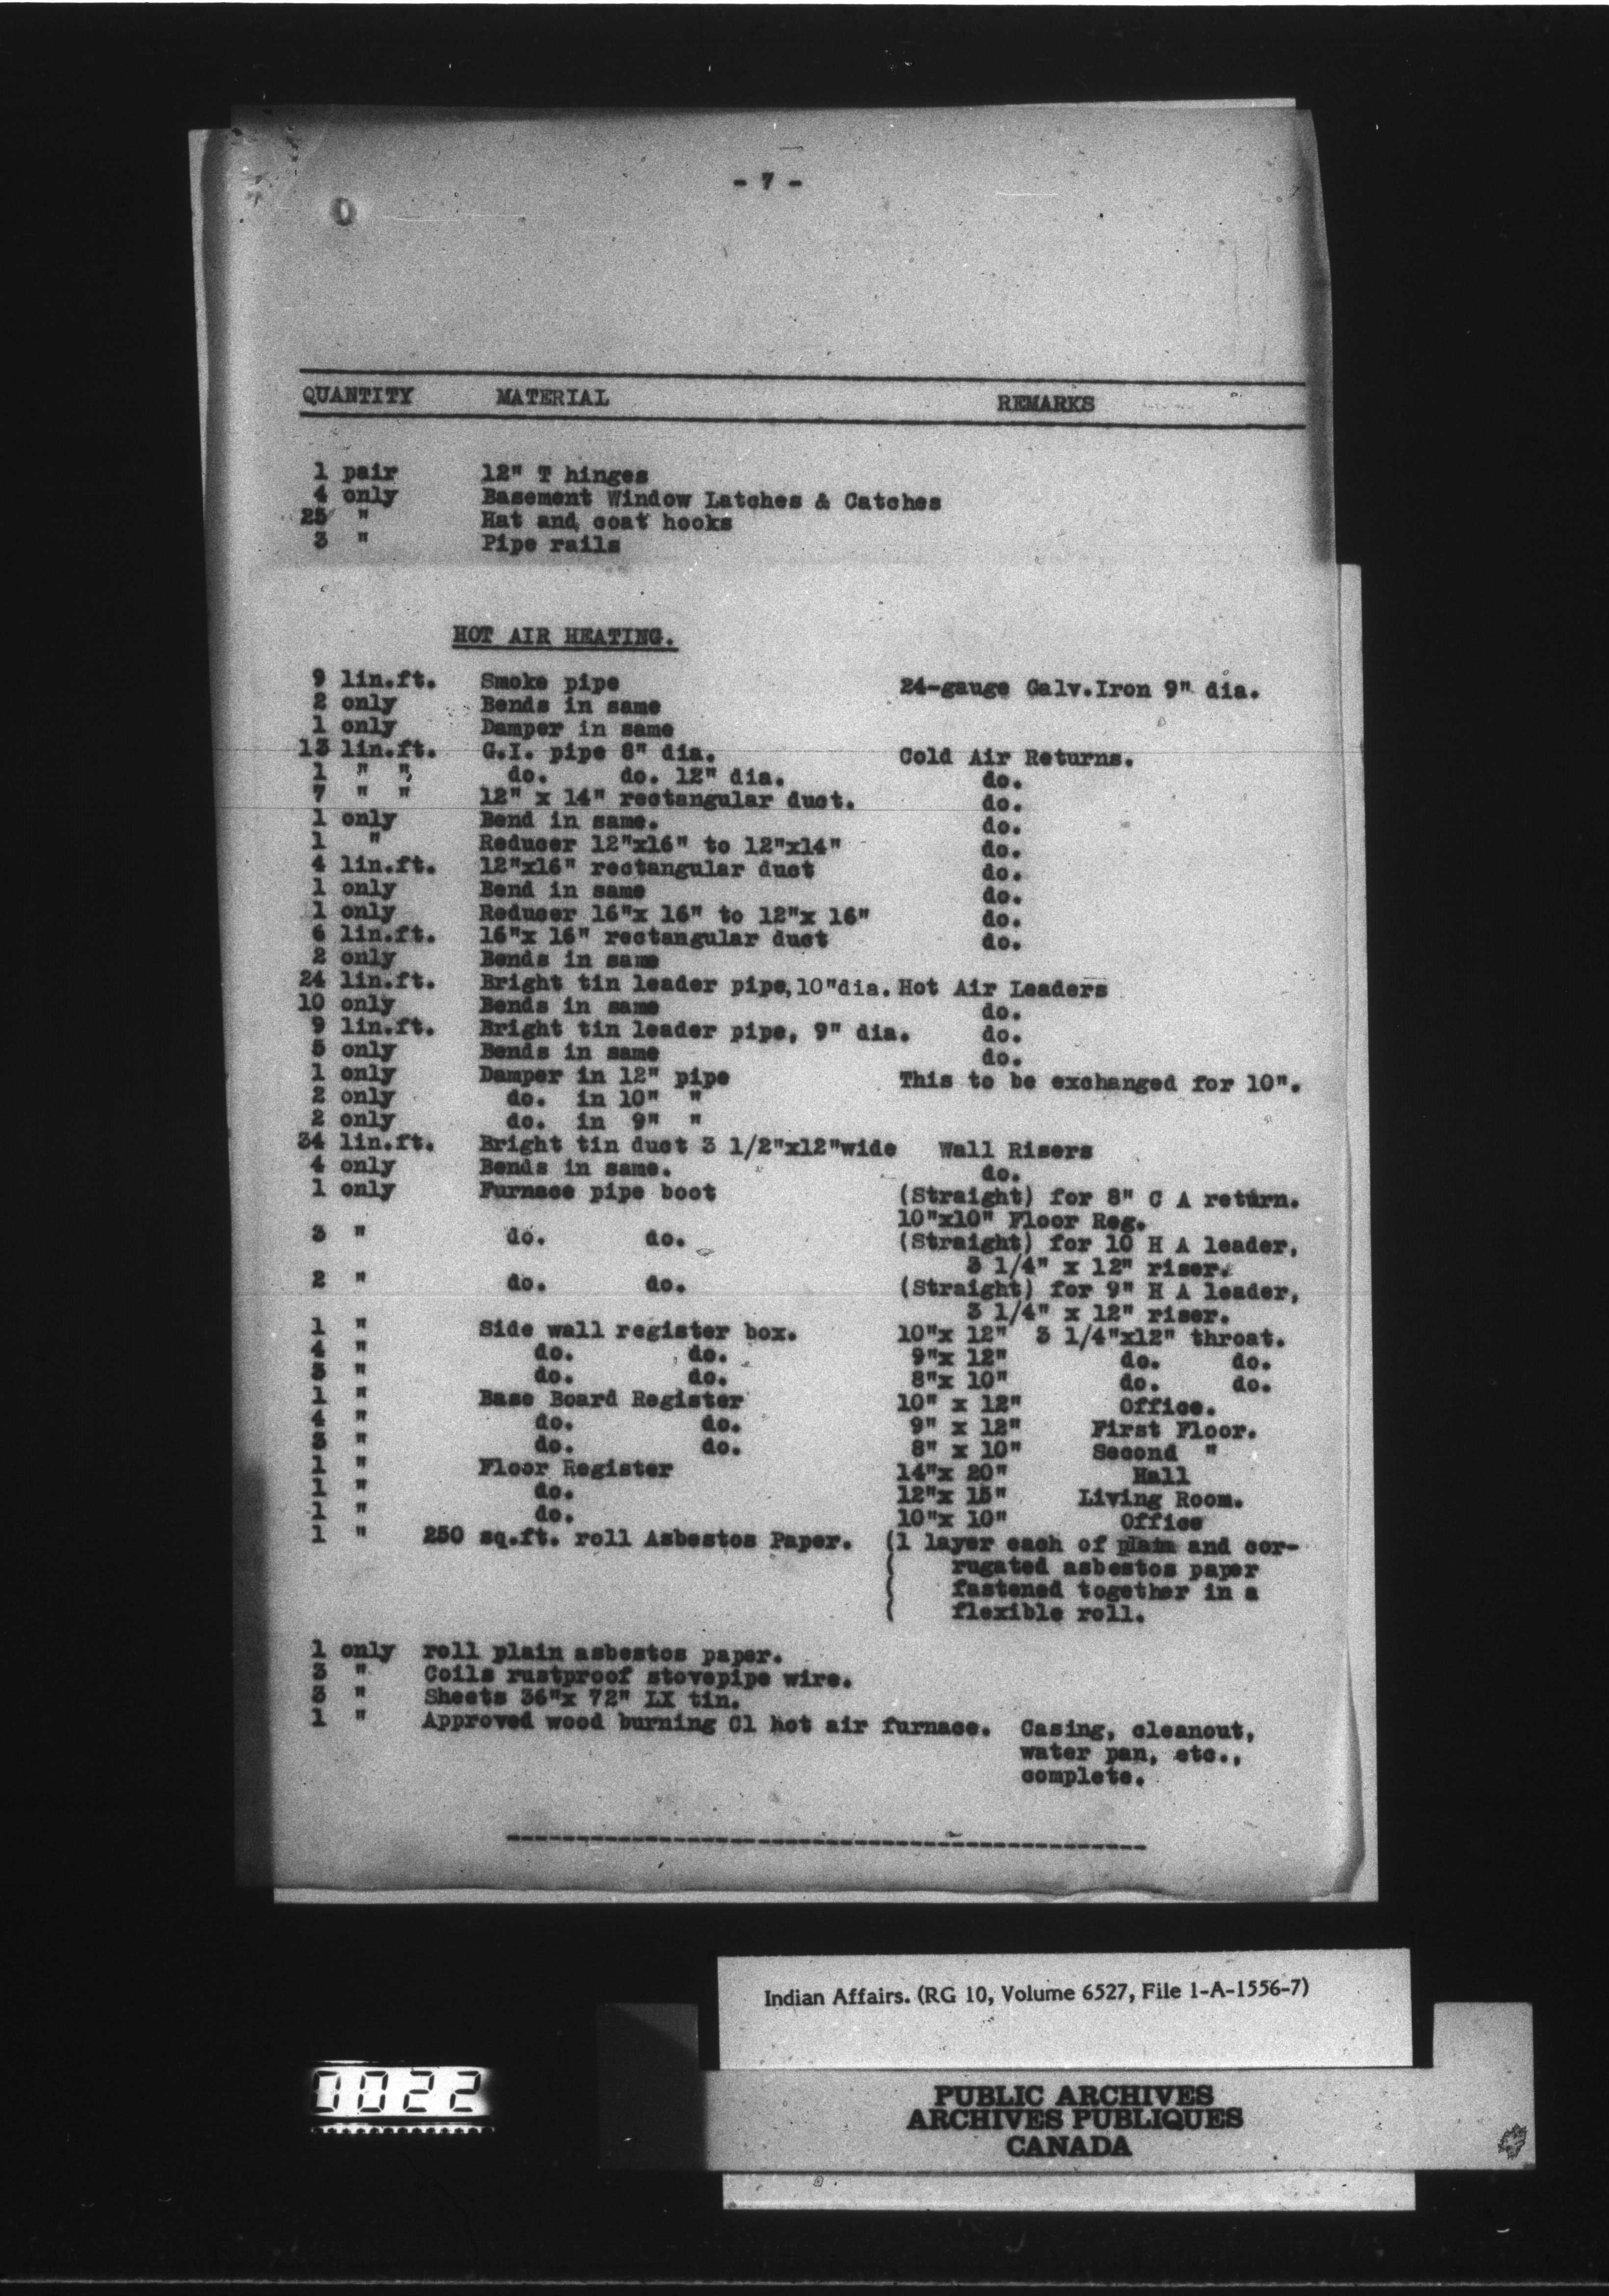 - 7 -
QUANTITY MATERIAL REMARKS
1 pair 12" T hinges
4 only Basement Window Latches & Catches
25 " Hat and coat hooks
3 " Pipe rails
HOT AIR HEATING.
9 lin.ft. Smoke pipe 24-gauge Galv.Iron 9" dia.
2 only Bends in same
1 only Damper in same
13 lin.ft. G.I. pipe 8" dia. Cold Air Returns.
1 " " do. do. 12" dia. do.
7 " " 12" x 14" rectangular duct. do.
1 only Bend in same. do.
1 " Reducer 12"x16" to 12"x14" do.
4 lin.ft. 12"x16" rectangular duct do.
1 only Bend in same do.
1 only Reducer 16"x 16" to 12"x 16" do.
6 lin.ft. 16"x 16" rectangular duct do.
2 only Bends in same
24 lin.ft. Bright tin leader pipe,10"dia. Hot Air Leaders
10 only Bends in same do.
9 lin.ft. Bright tin leader pipe, 9" dia. do.
5 only Bends in same do.
1 only Damper in 12" pipe This to be exchanged for 10".
2 only do. in 10" "
2 only do. in 9" "
34 lin.ft. Bright tin duct 3 1/2"x12"wide Wall Risers
4 only Bends in same. do.
1 only Furnace pipe boot (Straight) for 8" C A return.
10"x10" Floor Reg.
3 " do. do. (Straight) for 10 H A leader,
3 1/4" x 12" riser.
2 " do. do. (Straight) for 9" H A leader,
3 1/4" x 12" riser.
1 " Side wall register box. 10"x 12" 3 1/4"x12" throat.
4 " do. do. 9"x 12" do. do.
3 " do. do. 8"x 10" do. do.
1 " Base Board Register 10" x 12" Office.
4 " do. do. 9" x 12" First Floor.
3 " do. do. 8" x 10" Second "
1 " Floor Register 14"x 20" Hall
1 " do. 12"x 15" Living Room.
1 " do. 10"x 10" Office
1 " 250 sq.ft. roll Asbestos Paper. (1 layer each of plain and cor-
( rugated asbestos paper
( fastened together in a
( flexible roll.
1 only roll plain asbestos paper.
3 " Coils rustproof stovepipe wire.
3 " Sheets 36"x 72" LX tin.
1 " Approved wood burning Cl hot air furnace. Casing, cleanout,
water pan, etc.,
complete.
Indian Affairs. (RG 10, Volume 6527, File 1-A-1556-7)
0022
PUBLIC ARCHIVES
ARCHIVES PUBLIQUES
CANADA